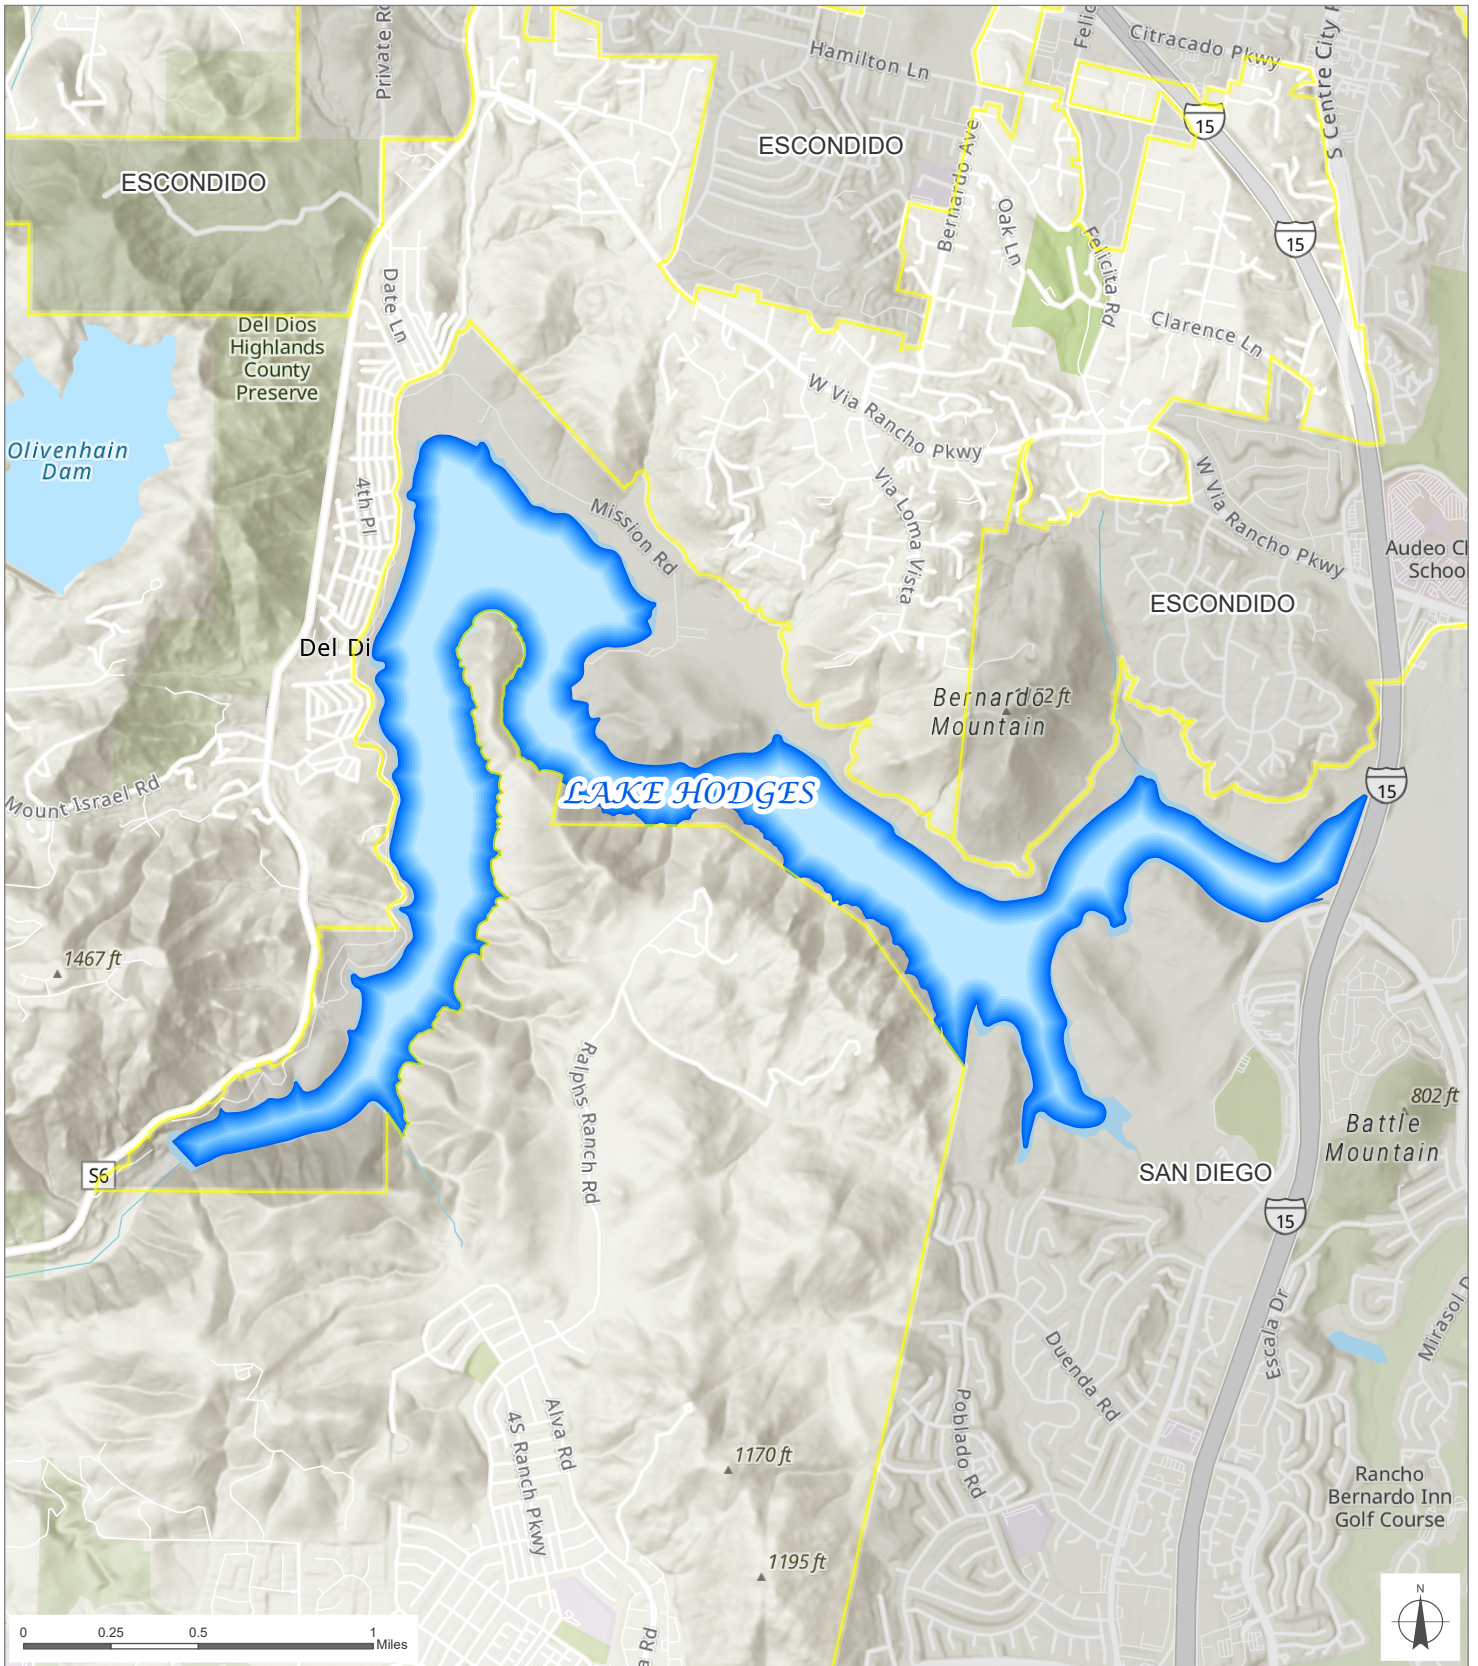 Private Rd
Hamilton Ln
Citracado Pkwy
S Centre City
15
ESCONDIDO
ESCONDIDO
Bernardo Ave
Oak Ln
Felicita Rd
15
Date Ln
Clarence Ln
Del Dios
Highlands
County
Preserve
W Via Rancho Pkwy
Olivenhain
Dam
4th Pl
Mission Rd
Via Loma Vista
W Via Rancho Pkwy
Audeo Ch
School
ESCONDIDO
Del Di
Bernardo
Mountain
2 ft
Mount Israel Rd
LAKE HODGES
15
1467 ft
Ralphs Ranch Rd
802 ft
Battle
Mountain
S6
SAN DIEGO
15
Escala Dr
Mirasol D
Duenda Rd
Poblado Rd
Alva Rd
4S Ranch Pkwy
1170 ft
Rancho
Bernardo Inn
Golf Course
1195 ft
N
0 0.25 0.5 1
Miles
Rd